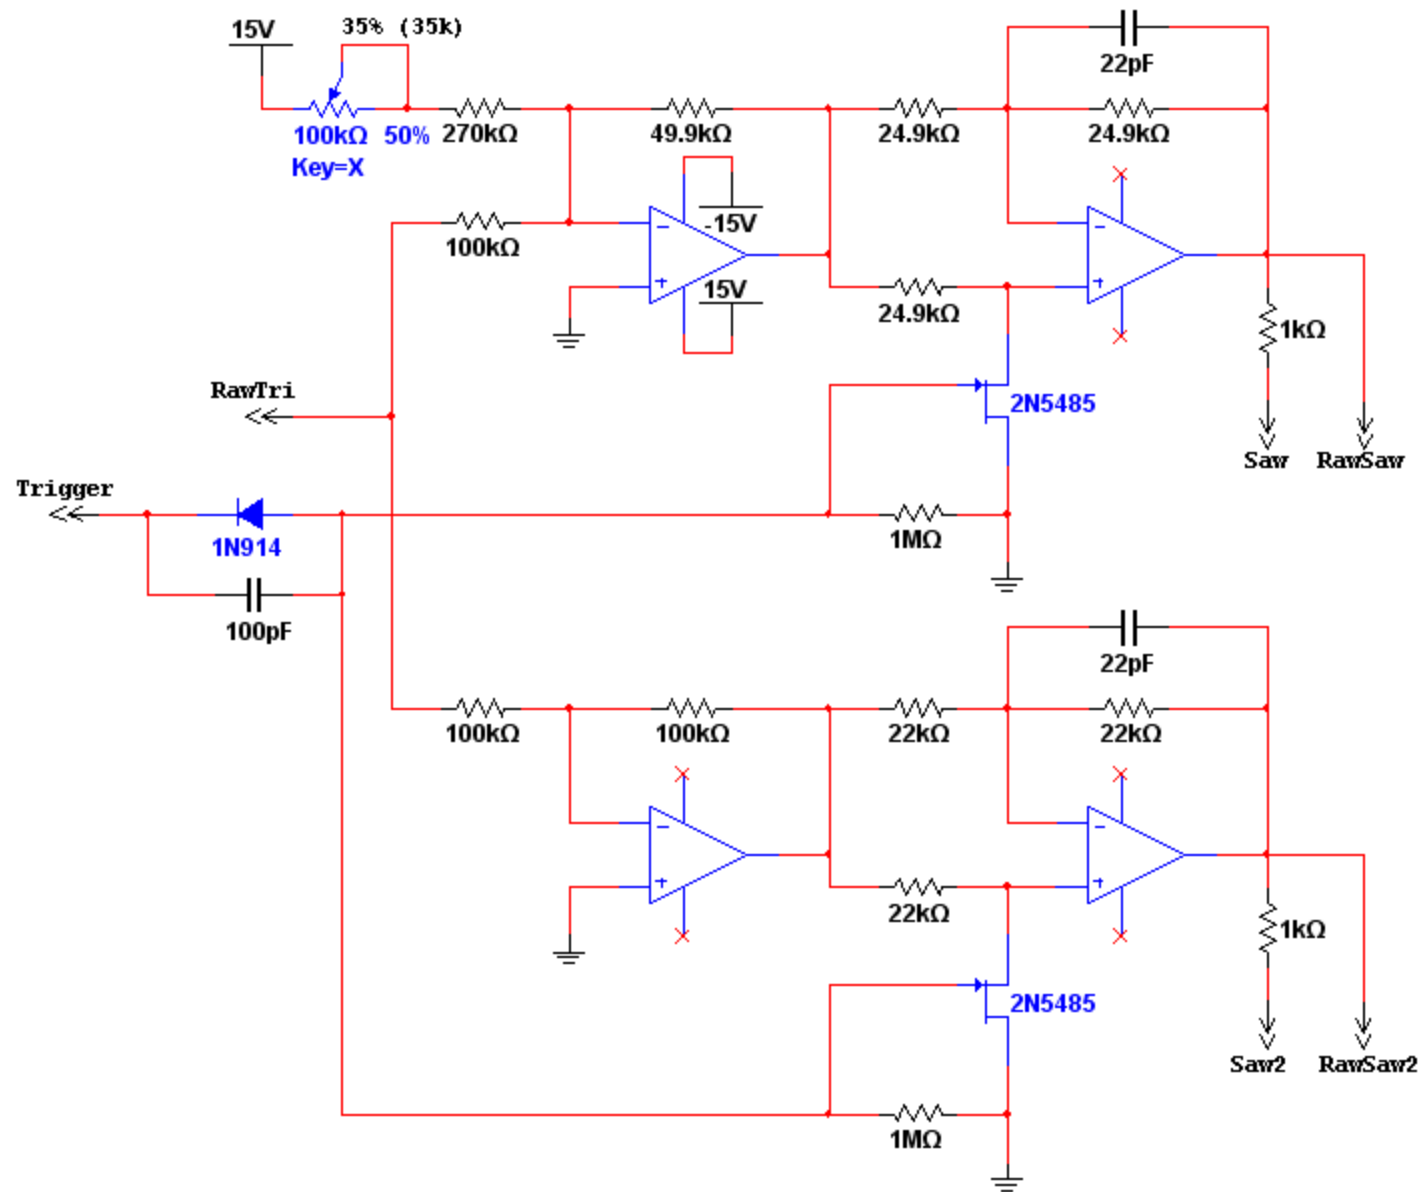 35% (35k)
15V
22pF
100kΩ 50% 270kΩ 49.9kΩ 24.9kΩ 24.9kΩ
Key=X
-15V
100kΩ
15V
24.9kΩ
1kΩ
RawTri
2N5485
Saw RawSaw
Trigger
1N914 1MΩ
100pF
22pF
100kΩ 100kΩ 22kΩ 22kΩ
22kΩ
1kΩ
2N5485
Saw2 RawSaw2
1MΩ